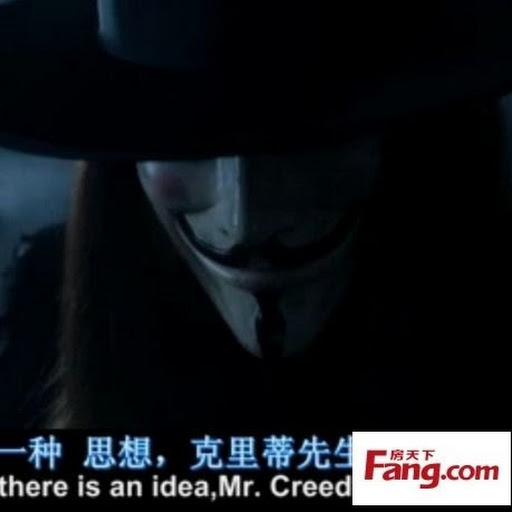 一种 思想，克里蒂先生
there is an idea,Mr. Creed
房天下
Fang.com